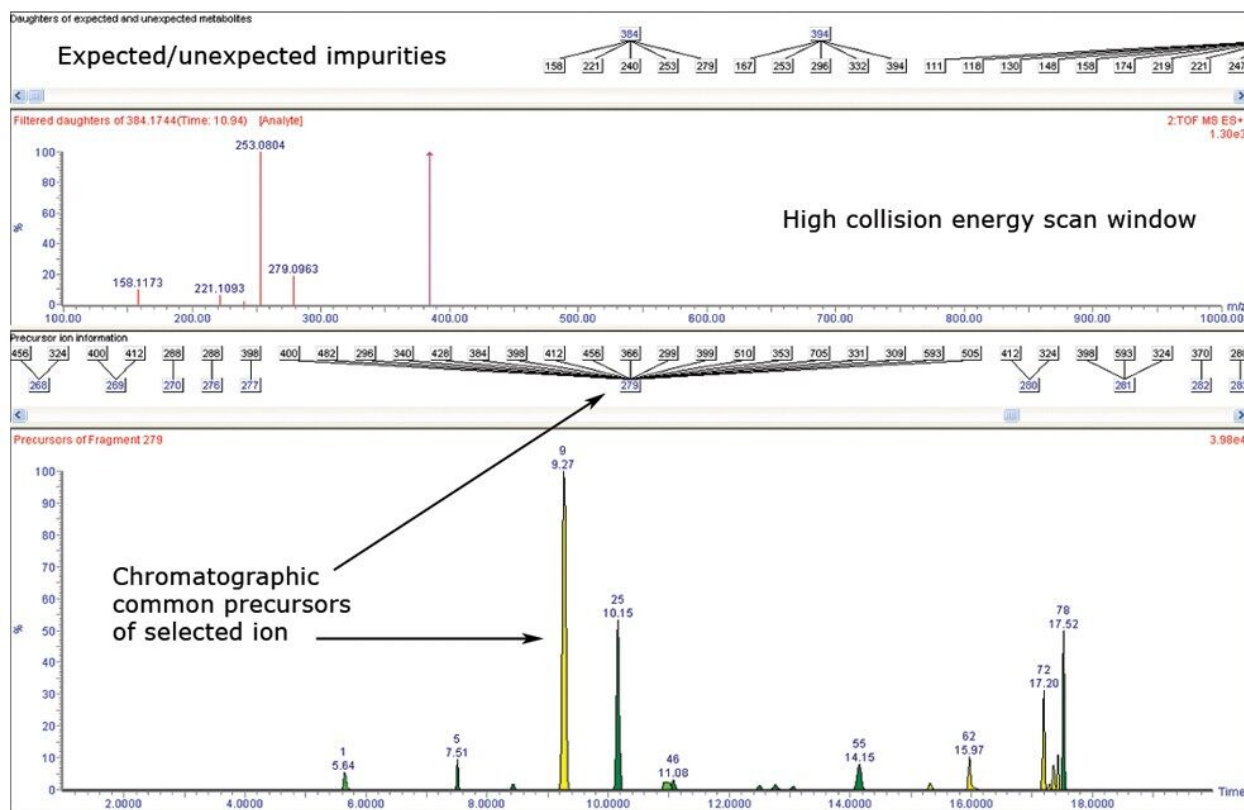 Daughters of expected and unexpected metabolites
Expected/unexpected impurities
384 394
158 221 240 253 279 167 253 296 332 394 111 118 130 148 158 174 219 221 247
Filtered daughters of 384.1744(Time: 10.94) [Analyte] 2:TOF MS ES+
1.30e3
100 253.0804
80
High collision energy scan window
60
%
40
279.0963
20 158.1173 221.1093
0 m/z
100.00 200.00 300.00 400.00 500.00 600.00 700.00 800.00 900.00 1000.00
Precursor ion information
456 324 400 412 288 288 398 400 482 296 340 428 384 398 412 456 366 299 399 510 353 705 331 309 593 505 412 324 398 593 324 370
268 269 270 276 277 279 280 281 282 283
Precursors of Fragment 279 3.98e4
9
100 9.27
90
80
70
Chromatographic
common precursors
of selected ion
60
25
10.15
78
17.52
50
%
40
72
17.20
30
20
1
5.64
5
7.51
46
11.08
55
14.15
62
15.97
10
0 Time
2.0000 4.0000 6.0000 8.0000 10.0000 12.0000 14.0000 16.0000 18.0000